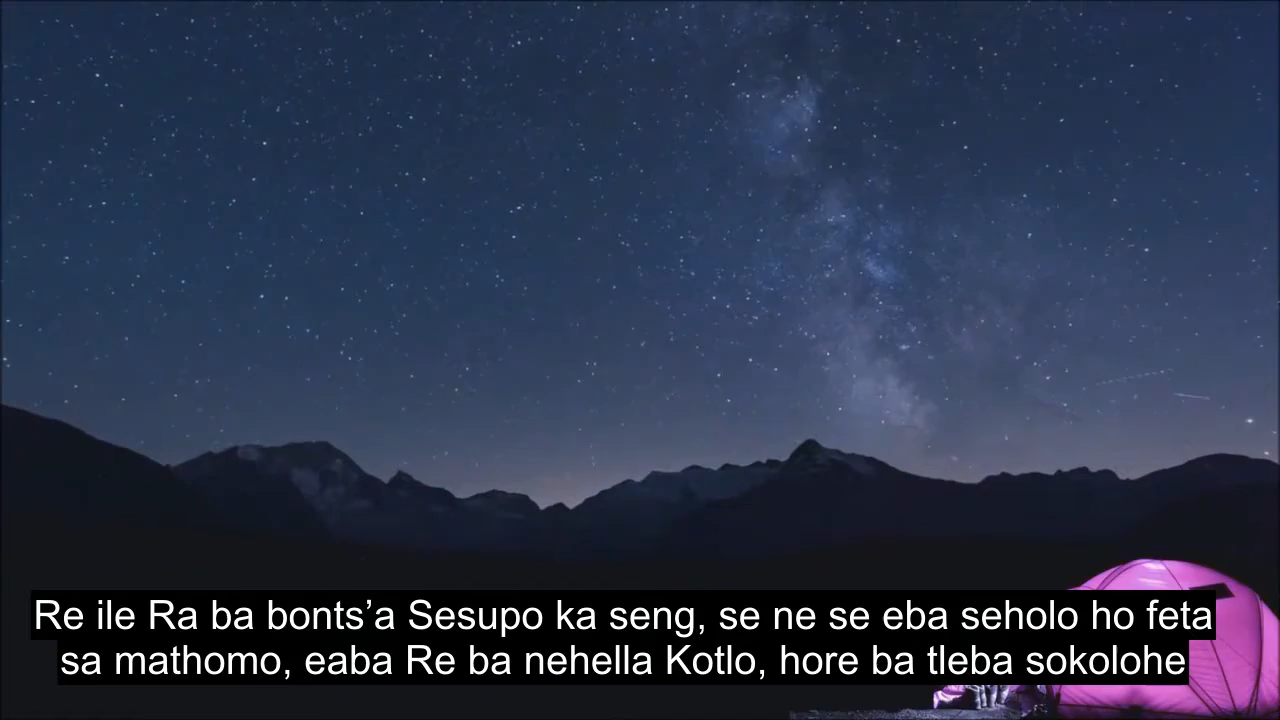 Re ile Ra ba bonts’a Sesupo ka seng, se ne se eba seholo ho feta
sa mathomo, eaba Re ba nehella Kotlo, hore ba tleba sokolohe